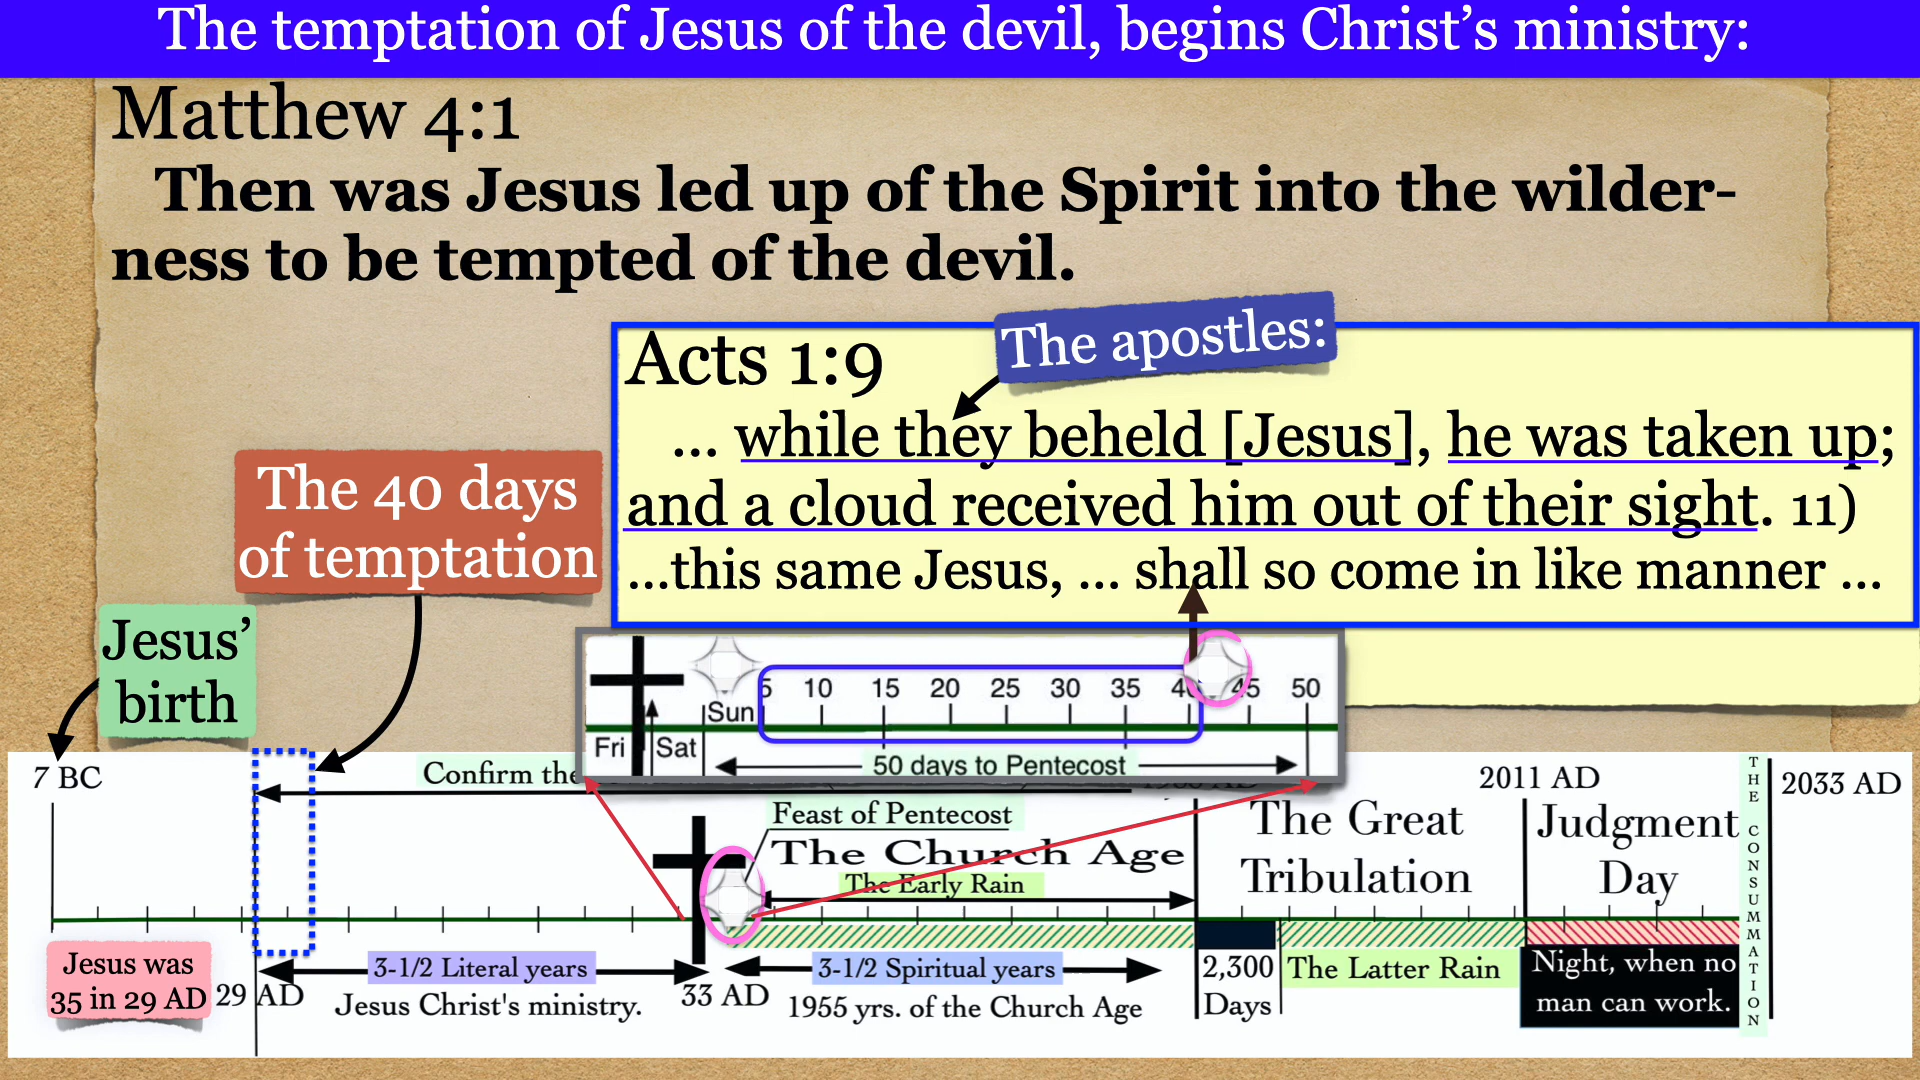 The temptation of Jesus of the devil, begins Christ's ministry:
Matthew 4:1
Then was Jesus led up of the Spirit into the wilder-
ness to be tempted of the devil.
The apostles:
Acts 1:9
... while they beheld [Jesus], he was taken up;
and a cloud received him out of their sight. 11)
...this same Jesus, ... shall so come in like manner ...
The 40 days
of temptation
Jesus'
birth
5 10 15 20 25 30 35 40 45 50
Sun
Fri Sat
50 days to Pentecost
7 BC
Confirm the
2011 AD
2033 AD
Feast of Pentecost
The Church Age
The Early Rain
The Great
Tribulation
Judgment
Day
THE CONSUMMATION
Jesus was
35 in 29 AD
29 AD
3-1/2 Literal years
Jesus Christ's ministry.
33 AD
3-1/2 Spiritual years
1955 yrs. of the Church Age
2,300
Days
The Latter Rain
Night, when no
man can work.